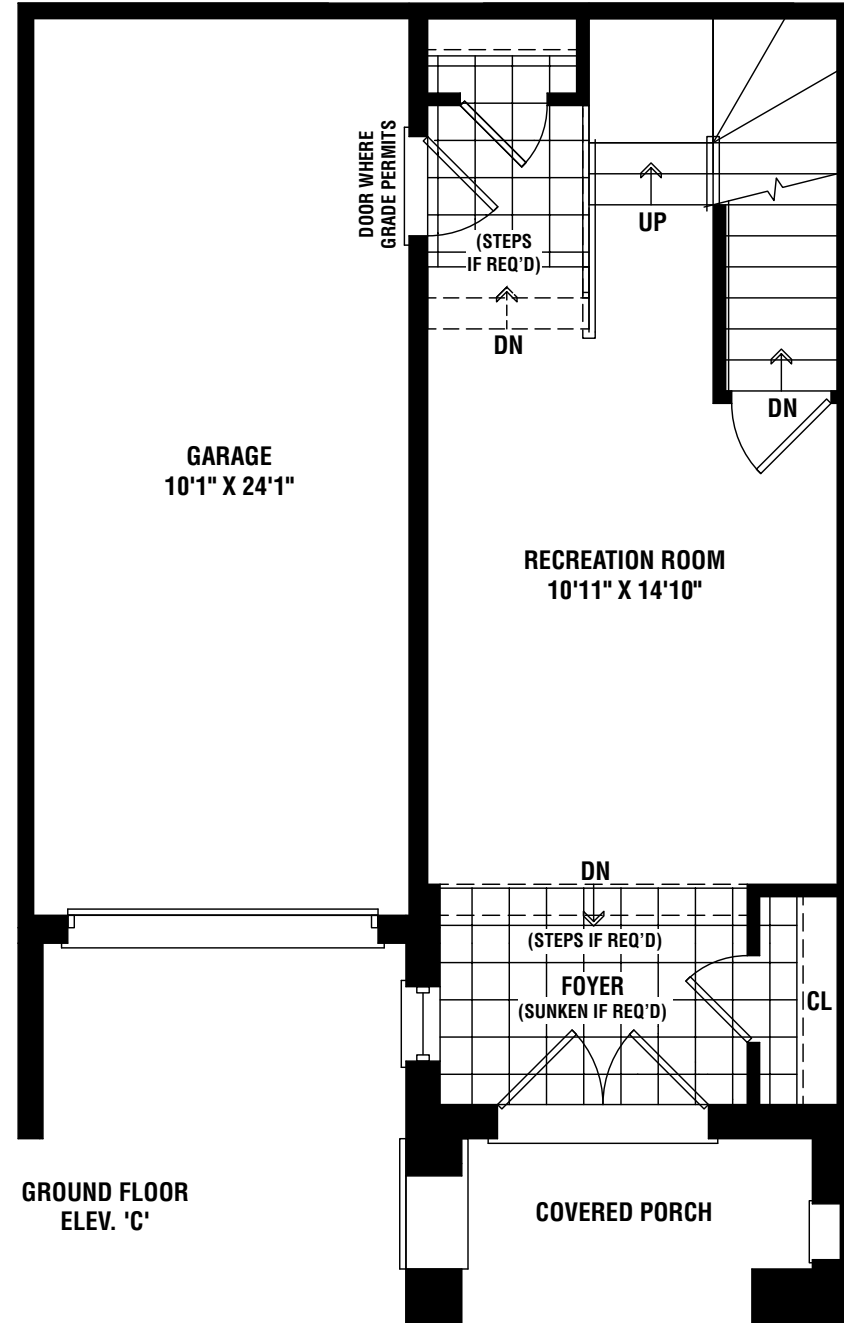 DOOR WHERE
GRADE PERMITS
(STEPS
IF REQ'D)
DN
UP
DN
GARAGE
10'1" X 24'1"
RECREATION ROOM
10'11" X 14'10"
DN
(STEPS IF REQ'D)
FOYER
(SUNKEN IF REQ'D)
CL
GROUND FLOOR
ELEV. 'C'
COVERED PORCH